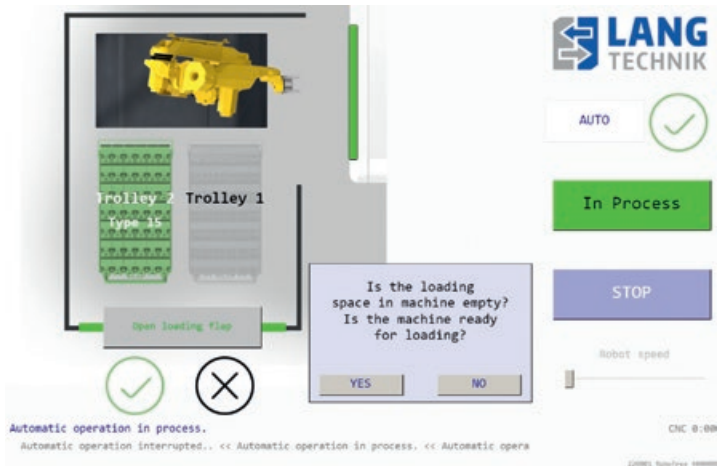 LANG
TECHNIK
AUTO
Trolley 2
Type 15
Trolley 1
In Process
Is the loading
space in machine empty?
Is the machine ready
for loading?
YES
NO
STOP
Open loading flap
Robot speed
Automatic operation in process.
CNC
Automatic operation interrupted.. << Automatic operation in process. << Automatic opera